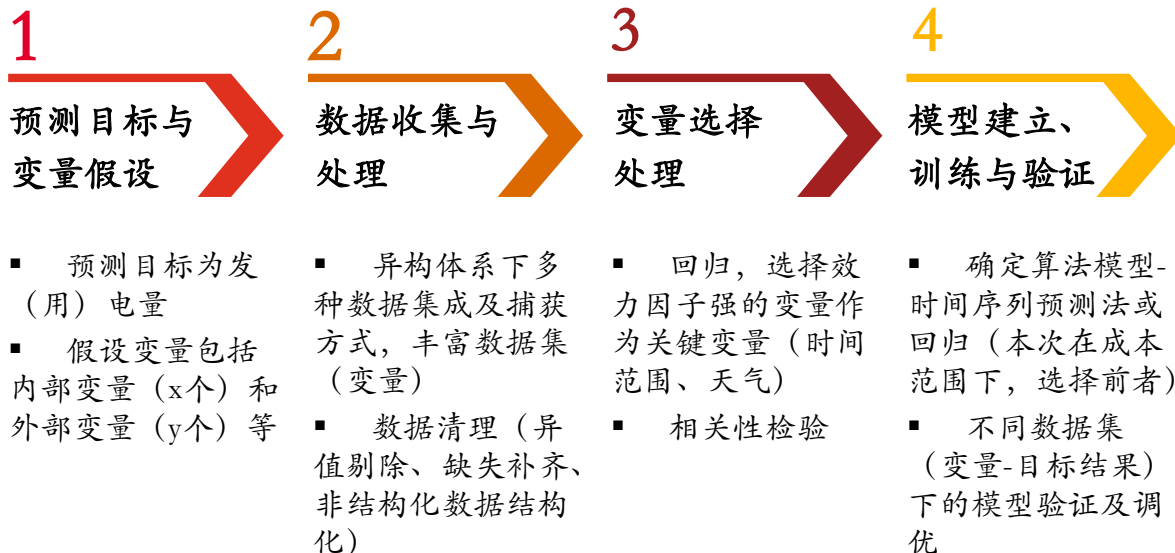 1
预测目标与
变量假设
▪ 预测目标为发
（用）电量
▪ 假设变量包括
内部变量（x个）和
外部变量（y个）等
2
数据收集与
处理
▪ 异构体系下多
种数据集成及捕获
方式，丰富数据集
（变量）
▪ 数据清理（异
值剔除、缺失补齐、
非结构化数据结构
化）
3
变量选择
处理
▪ 回归，选择效
力因子强的变量作
为关键变量（时间
范围、天气）
▪ 相关性检验
4
模型建立、
训练与验证
▪ 确定算法模型-
时间序列预测法或
回归（本次在成本
范围下，选择前者）
▪ 不同数据集
（变量-目标结果）
下的模型验证及调
优